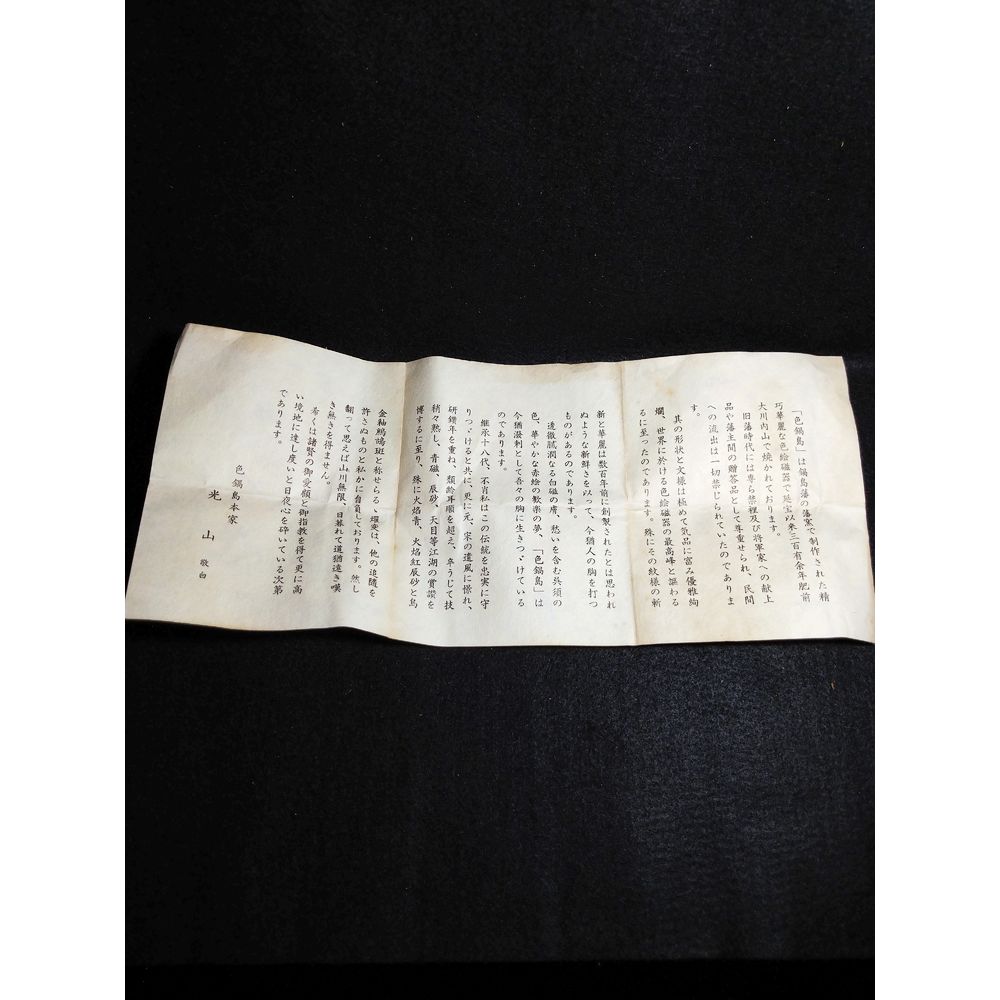 「色鍋島」は鍋島藩の藩窯で制作された精
巧華麗な色絵磁器で延宝以来三百有余年肥前
大川内山で焼かれております。
旧藩時代には専ら禁裡及び将軍家への献上
品や藩主間の贈答品として尊重せられ、民間
への流出は一切禁じられていたのでありま
す。
其の形状と文様は極めて気品に富み優雅絢
爛、世界に於ける色絵磁器の最高峰と謳わる
るに至ったのであります。殊にその紋様の斬
新と華麗は数百年前に創製されたとは思われ
ぬような新鮮さを以って、今猶人の胸を打つ
ものがあるのであります。
透徹膩潤なる白磁の膚、愁いを含む呉須の
色、華やかな赤絵の歓楽の夢、「色鍋島」は
今猶溌剌として吾々の胸に生きつゞけている
のであります。
継承十八代、不肖私はこの伝統を忠実に守
りつゞけると共に、更に元、宋の遺風に憬れ、
研鑚年を重ね、頽齢耳順を超え、辛うじて技
稍々熟し、青磁、辰砂、天目等江湖の賞讃を
博するに至り、殊に火焔青、火焔紅辰砂と烏
金釉鷓鴣斑と称せらるゝ燿変は、他の追随を
許さぬものと私かに自負しております。然し
翻って思えば山川無限、日暮れて道猶遠き嘆
き無きを得ません。
希くは諸賢の御愛顧と御指教を得て更に高
い境地に達し度いと日夜心を砕いている次第
であります。
色鍋島本家
光山 敬白